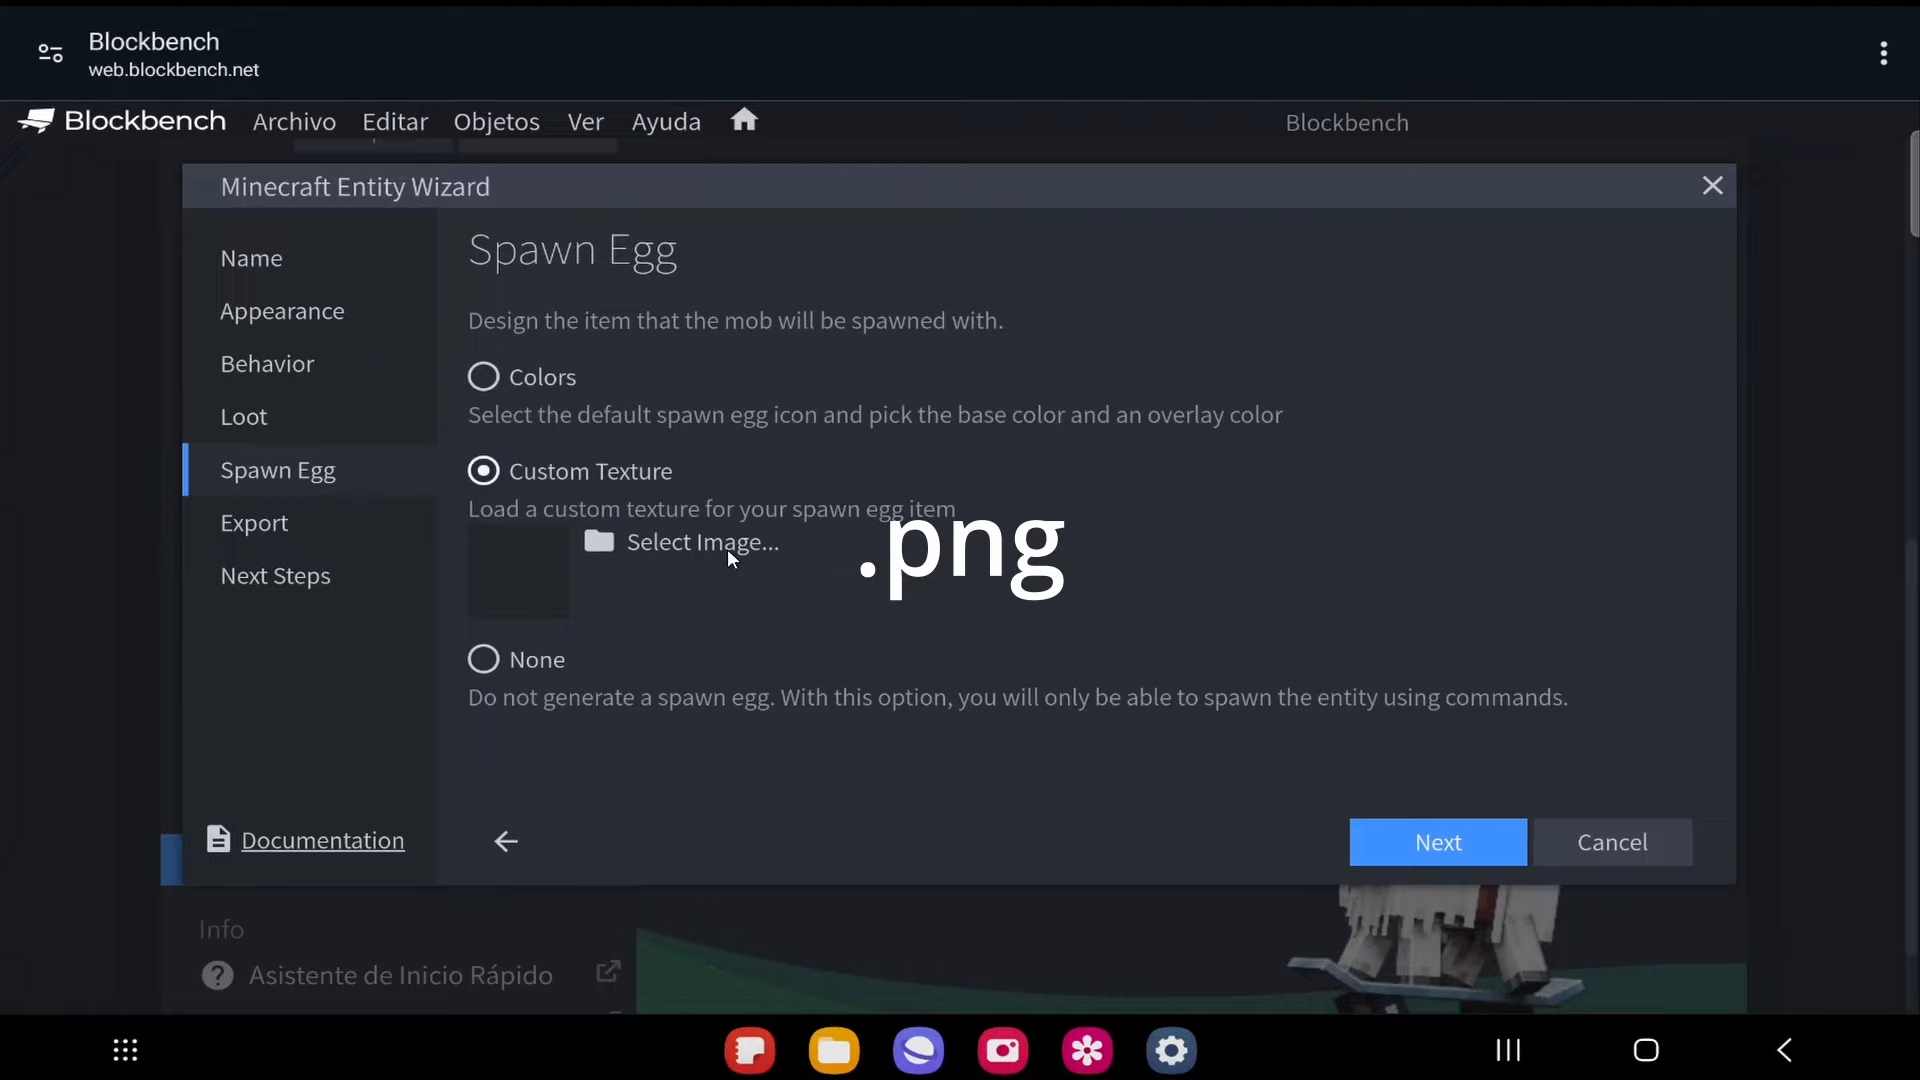 Blockbench
web.blockbench.net
Blockbench Archivo Editar Objetos Ver Ayuda Blockbench
Minecraft Entity Wizard
Name
Appearance
Behavior
Loot
Spawn Egg
Export
Next Steps
Documentation
Spawn Egg
Design the item that the mob will be spawned with.
Colors
Select the default spawn egg icon and pick the base color and an overlay color
Custom Texture
Load a custom texture for your spawn egg item
Select Image...
.png
None
Do not generate a spawn egg. With this option, you will only be able to spawn the entity using commands.
Next
Cancel
Info
Asistente de Inicio Rápido